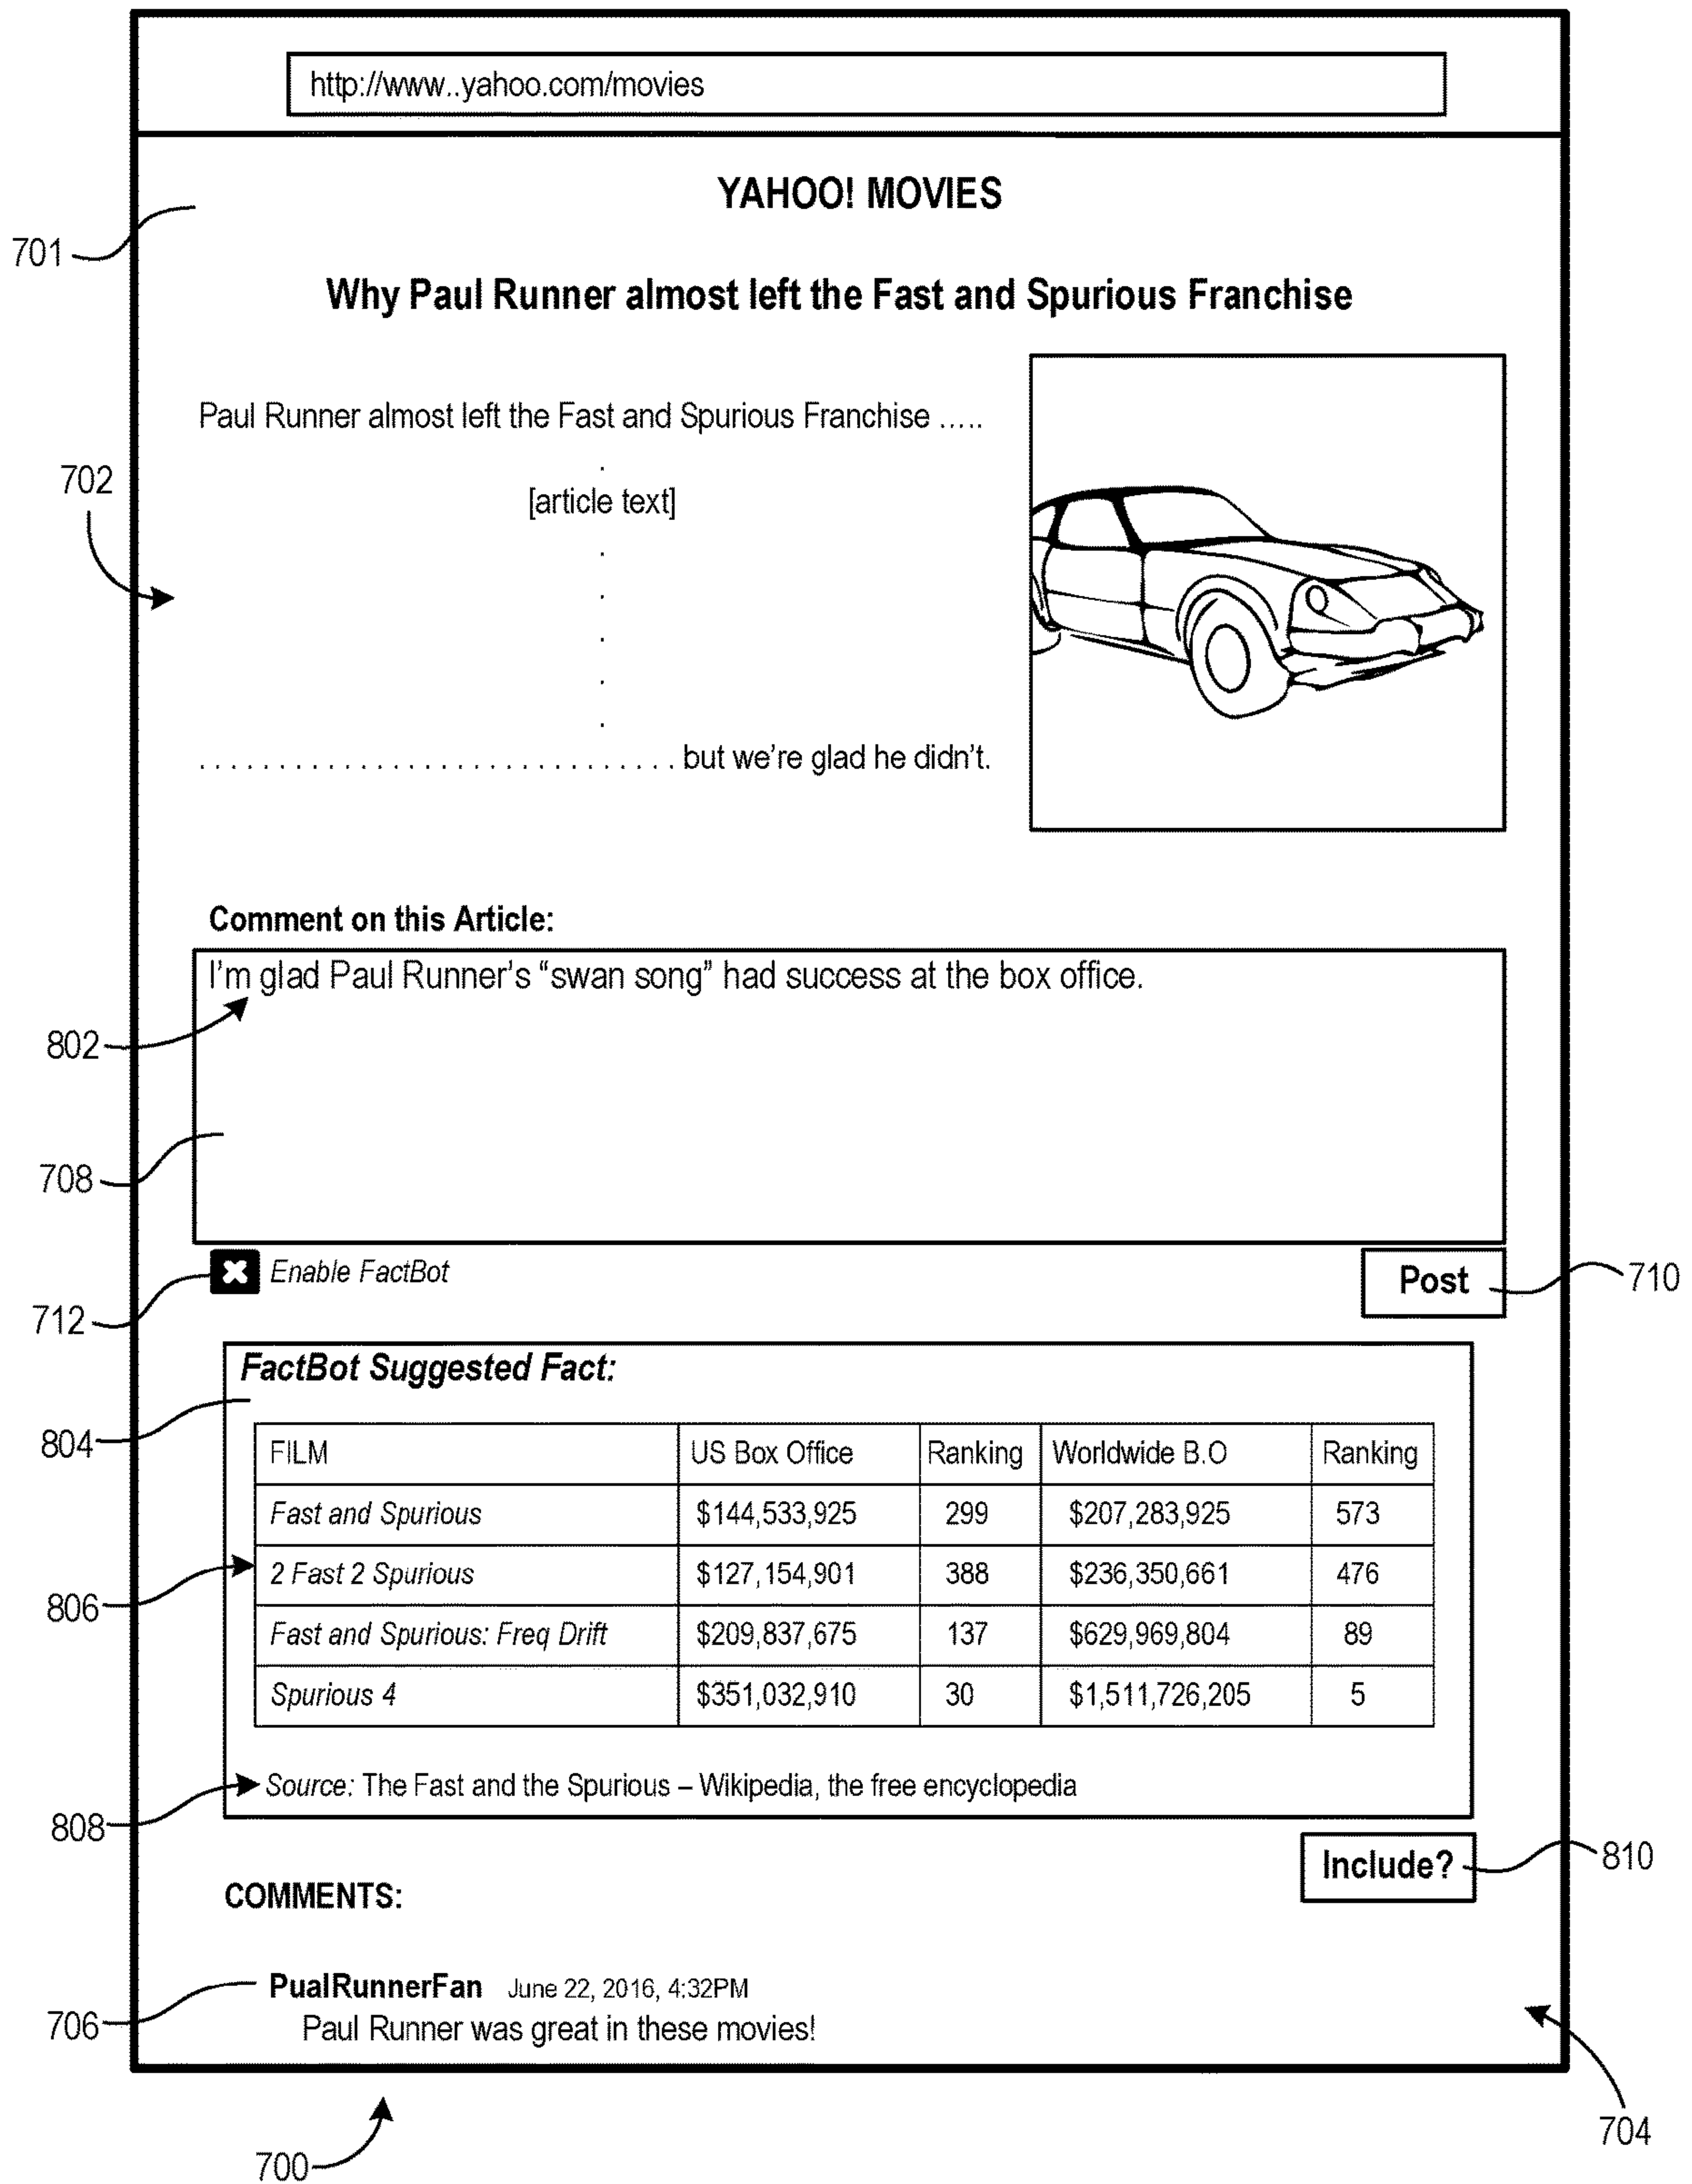 http://www..yahoo.com/movies
YAHOO! MOVIES
701
Why Paul Runner almost left the Fast and Spurious Franchise
Paul Runner almost left the Fast and Spurious Franchise .....
702
[article text]
. . . . . . . . . . . . . . . . . . . . . . . . . . . . . . but we're glad he didn't.
Comment on this Article:
I'm glad Paul Runner's “swan song” had success at the box office.
802
708
Enable FactBot
Post
710
712
FactBot Suggested Fact:
804
FILM US Box Office Ranking Worldwide B.O Ranking
Fast and Spurious $144,533,925 299 $207,283,925 573
2 Fast 2 Spurious $127,154,901 388 $236,350,661 476
806
Fast and Spurious: Freq Drift $209,837,675 137 $629,969,804 89
Spurious 4 $351,032,910 30 $1,511,726,205 5
Source: The Fast and the Spurious – Wikipedia, the free encyclopedia
808
Include?
810
COMMENTS:
PualRunnerFan June 22, 2016, 4:32PM
706
Paul Runner was great in these movies!
704
700